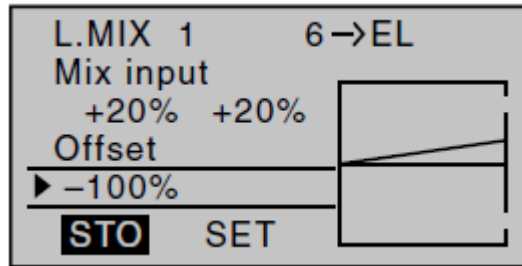 L.MIX 1 6→EL
Mix input
+20% +20%
Offset
–100%
STO SET